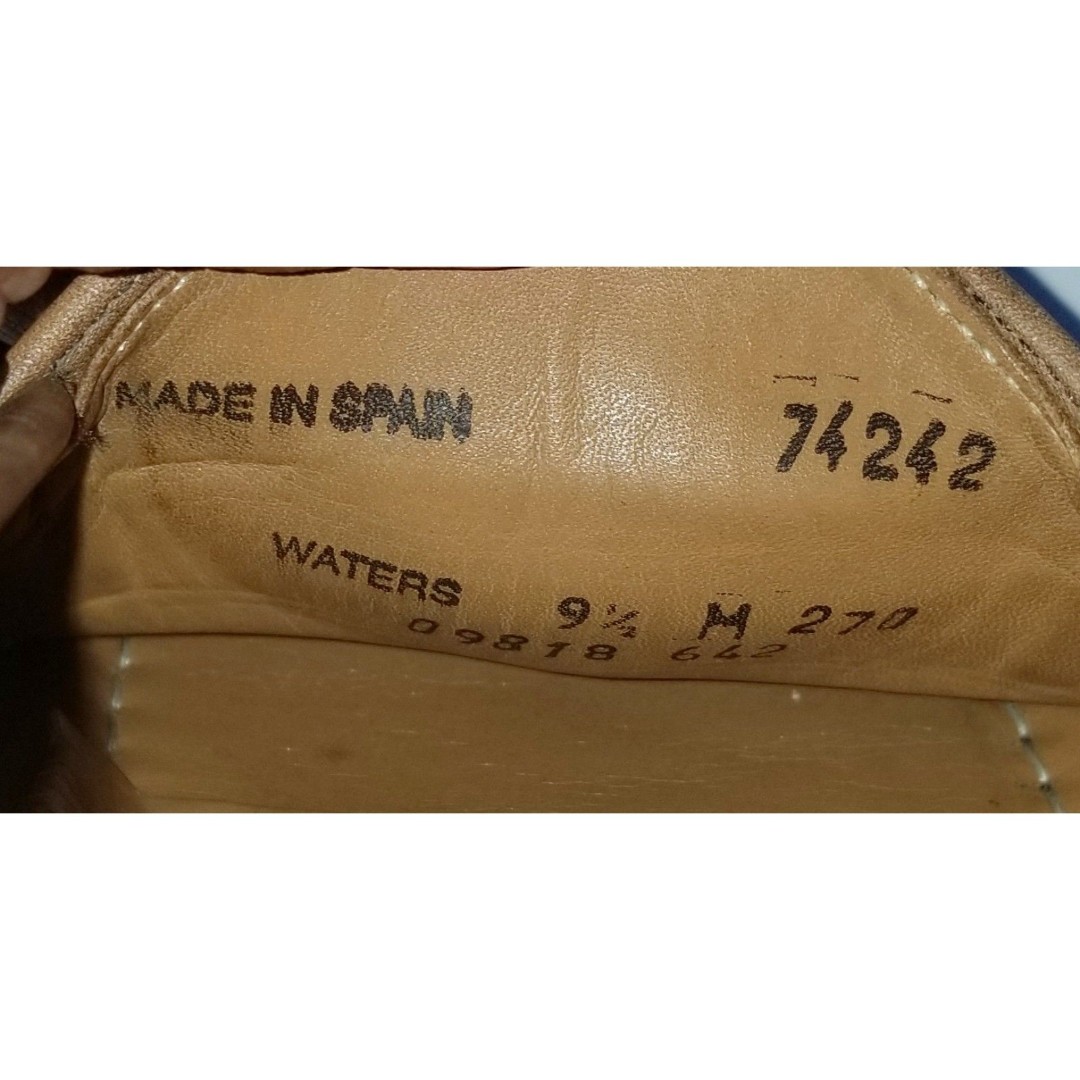 MADE IN SPAIN
74242
WATERS 9½ M 270
09818 642